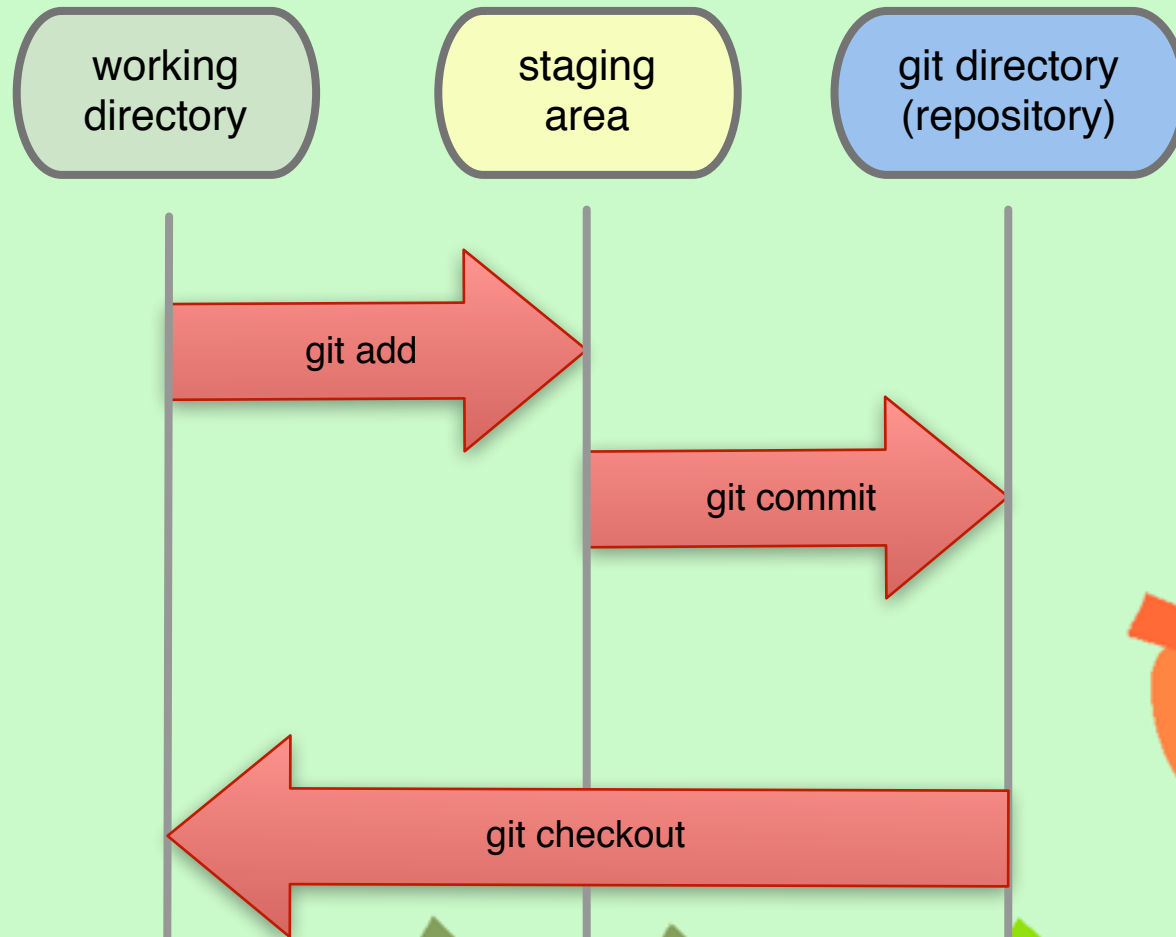 working
directory
staging
area
git directory
(repository)
git add
git commit
git checkout